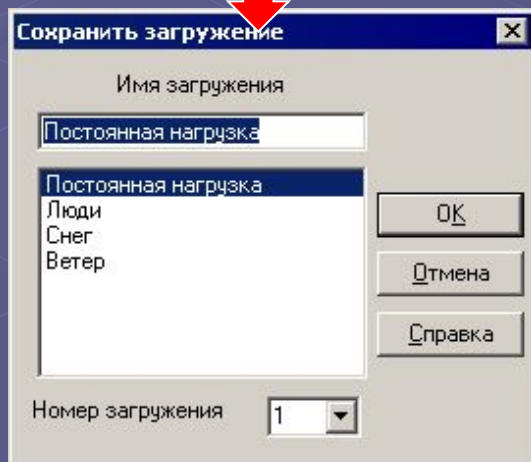 Сохранить загружение
Имя загружения
Постоянная нагрузка
Постоянная нагрузка
Люди
Снег
Ветер
OK
Отмена
Справка
Номер загружения 1